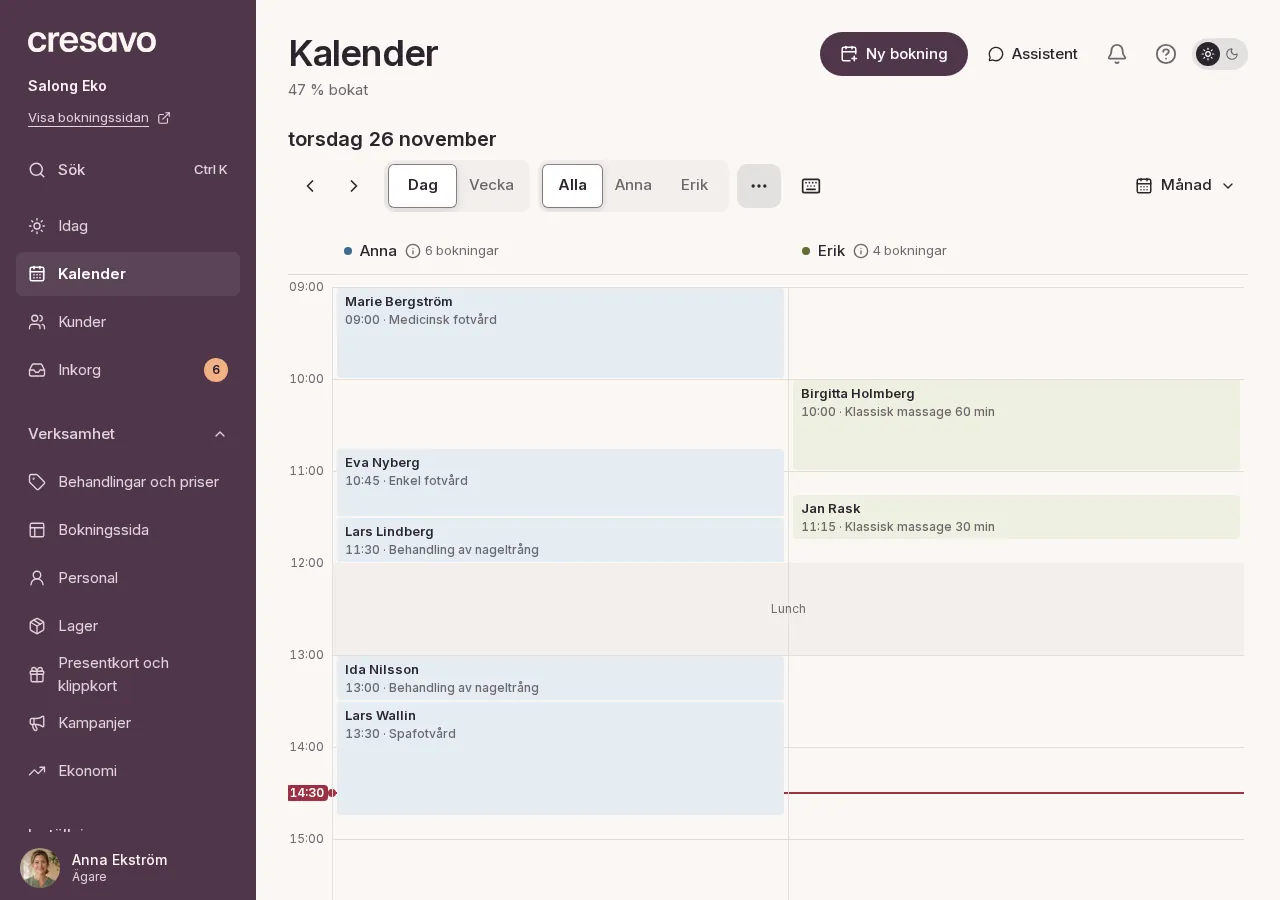 cresavo
Salong Eko
Visa bokningssidan
Sök Ctrl K
Idag
Kalender
Kunder
Inkorg 6
Verksamhet
Behandlingar och priser
Bokningssida
Personal
Lager
Presentkort och
klippkort
Kampanjer
Ekonomi
Anna Ekström
Ägare
Kalender
47 % bokat
Ny bokning
Assistent
torsdag 26 november
Dag Vecka Alla Anna Erik Månad
Anna 6 bokningar
Erik 4 bokningar
09:00
Marie Bergström
09:00 · Medicinsk fotvård
10:00
Birgitta Holmberg
10:00 · Klassisk massage 60 min
Eva Nyberg
10:45 · Enkel fotvård
11:00
Jan Rask
11:15 · Klassisk massage 30 min
Lars Lindberg
11:30 · Behandling av nageltrång
12:00
Lunch
13:00
Ida Nilsson
13:00 · Behandling av nageltrång
Lars Wallin
13:30 · Spafotvård
14:00
14:30
15:00